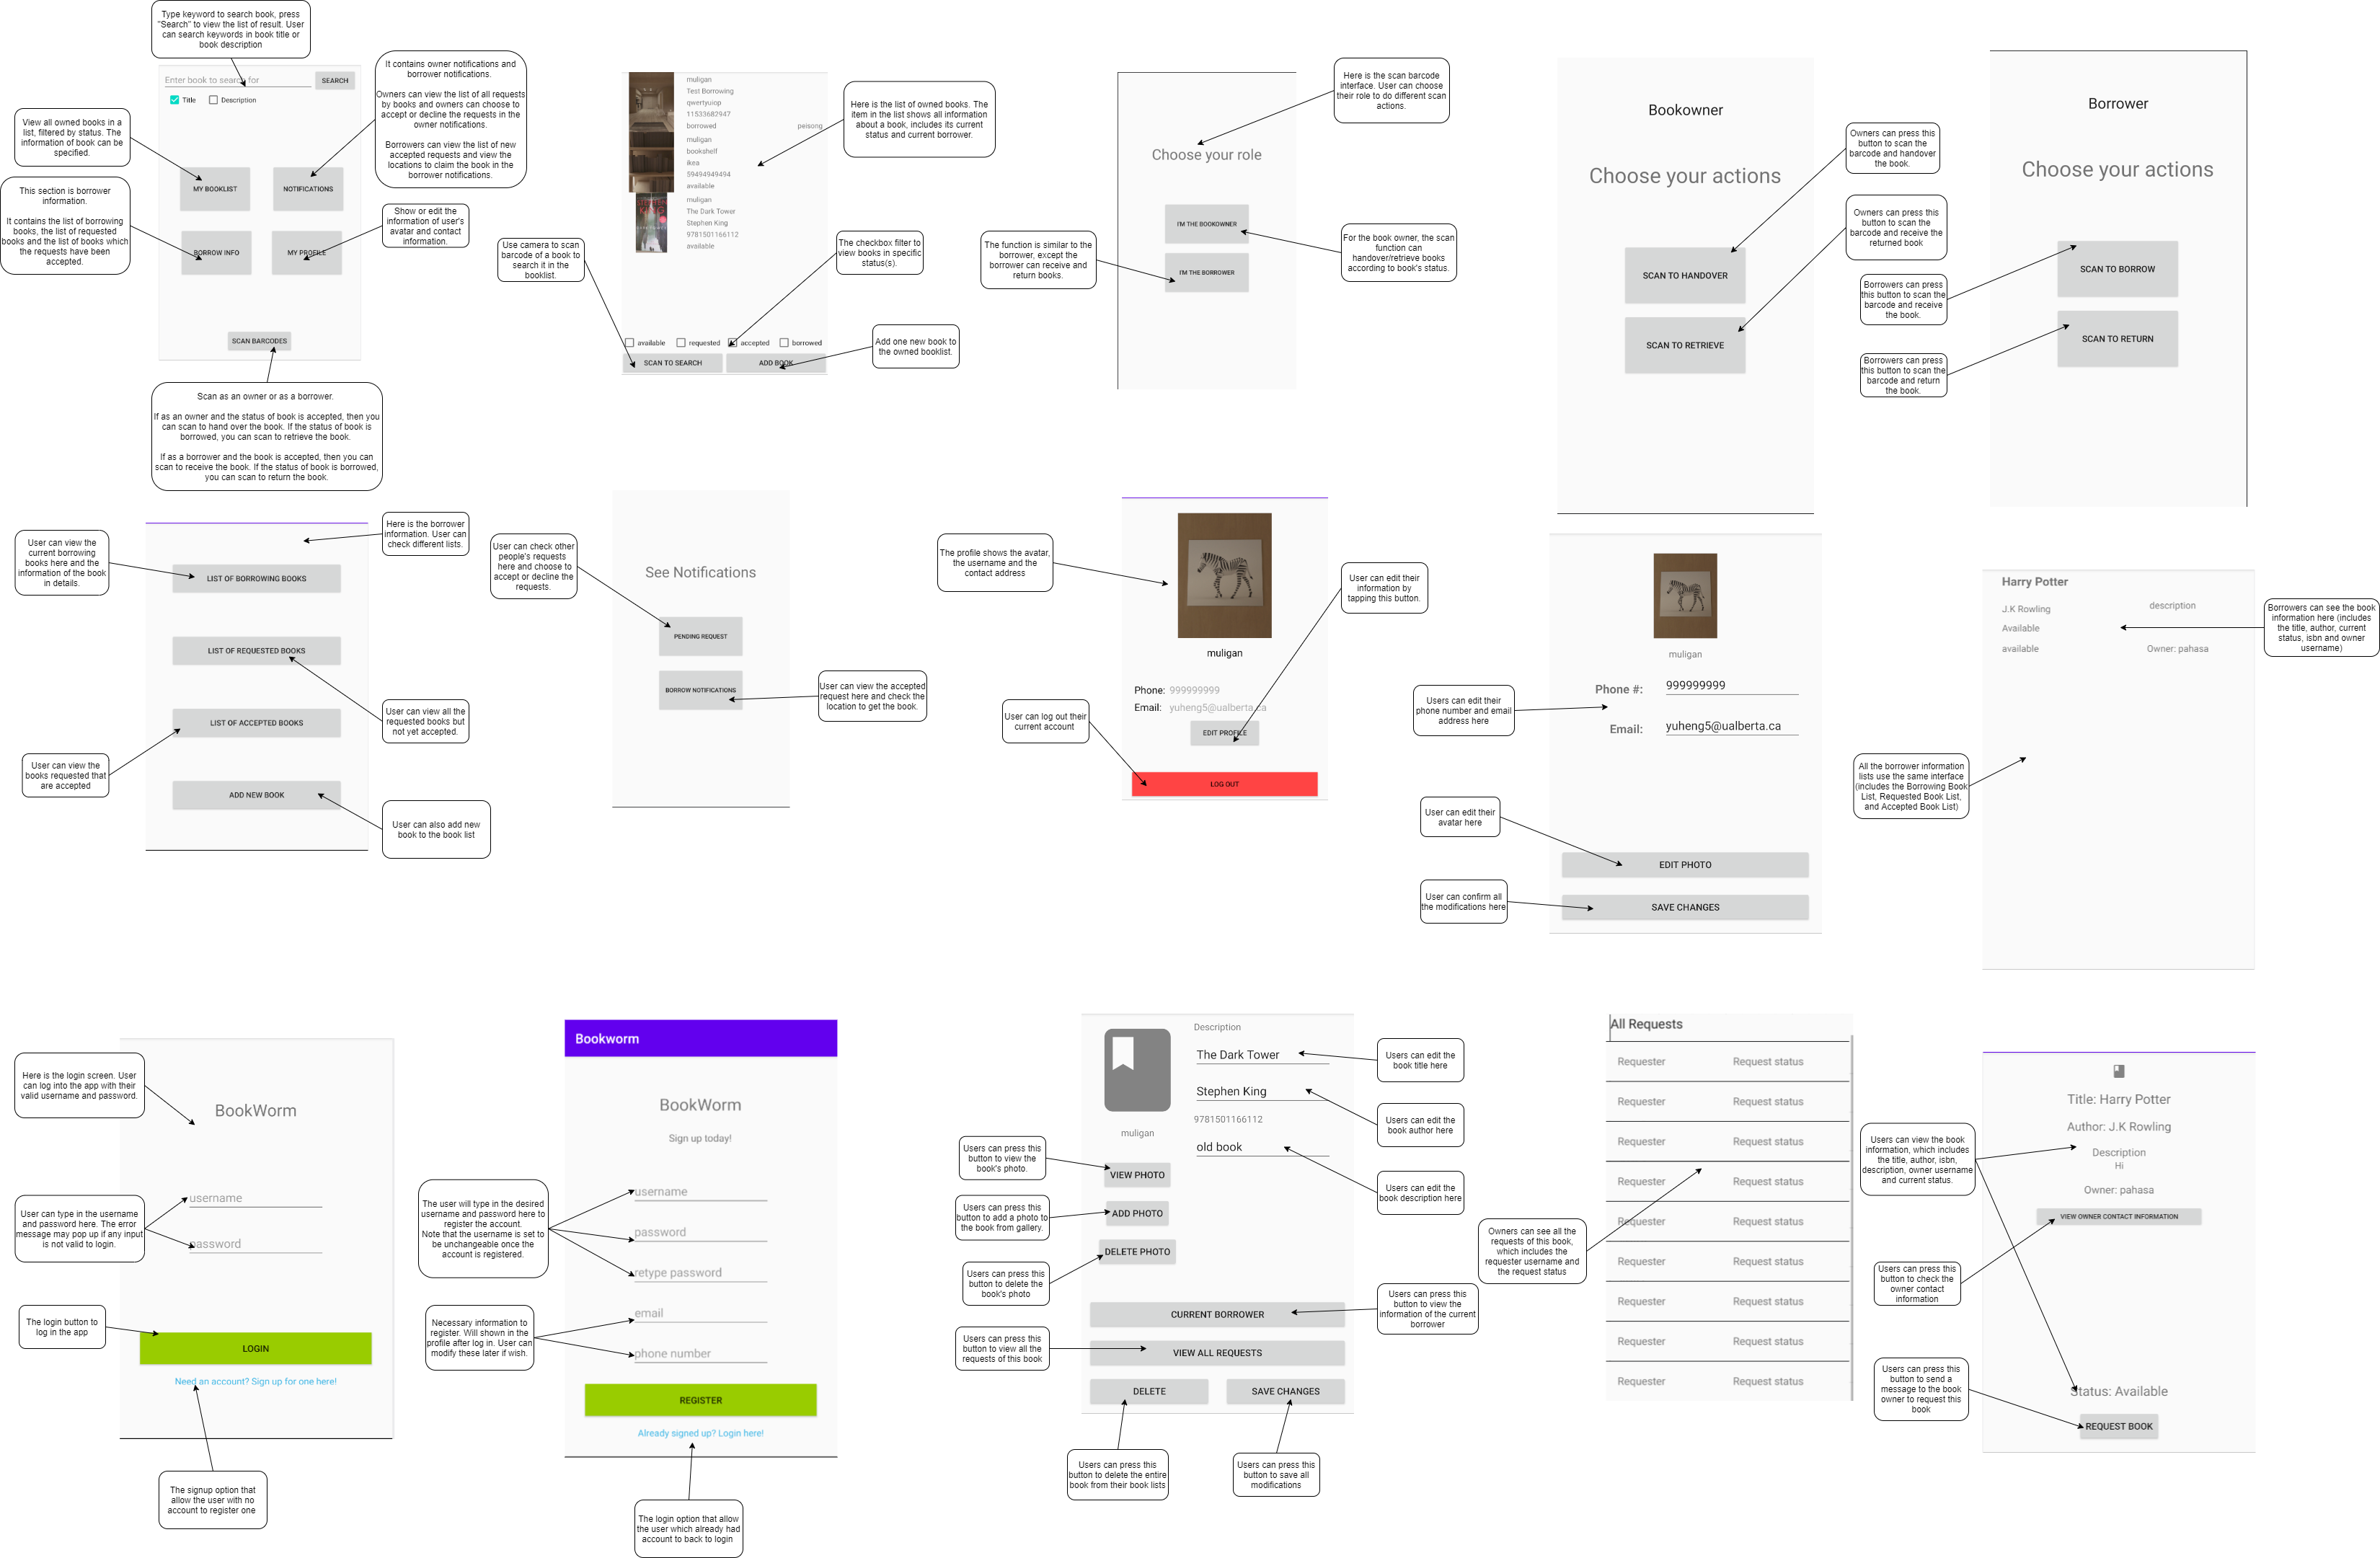 Type keyword to search book, press
"Search" to view the list of result. User
can search keywords in book title or
book description
Enter book to search for
SEARCH
Title
Description
It contains owner notifications and
borrower notifications.
Owners can view the list of all requests
by books and owners can choose to
accept or decline the requests in the
owner notifications.
Borrowers can view the list of new
accepted requests and view the
locations to claim the book in the
borrower notifications.
View all owned books in a
list, filtered by status. The
information of book can be
specified.
MY BOOKLIST
NOTIFICATIONS
This section is borrower
information.
It contains the list of borrowing
books, the list of requested
books and the list of books which
the requests have been
accepted.
Show or edit the
information of user's
avatar and contact
information.
BORROW INFO
MY PROFILE
SCAN BARCODES
Scan as an owner or as a borrower.
If as an owner and the status of book is accepted, then you
can scan to hand over the book. If the status of book is
borrowed, you can scan to retrieve the book.
If as a borrower and the book is accepted, then you can
scan to receive the book. If the status of book is borrowed,
you can scan to return the book.
muligan
Test Borrowing
qwertyuiop
11533682947
borrowed
peisong
muligan
bookshelf
ikea
59494949494
available
muligan
The Dark Tower
Stephen King
9781501166112
available
Here is the list of owned books. The
item in the list shows all information
about a book, includes its current
status and current borrower.
Use camera to scan
barcode of a book to
search it in the
booklist.
The checkbox filter to
view books in specific
status(s).
available
requested
accepted
borrowed
SCAN TO SEARCH
ADD BOOK
Add one new book to
the owned booklist.
Here is the scan barcode
interface. User can choose
their role to do different scan
actions.
Choose your role
I'M THE BOOKOWNER
I'M THE BORROWER
The function is similar to the
borrower, except the
borrower can receive and
return books.
For the book owner, the scan
function can
handover/retrieve books
according to book's status.
Bookowner
Choose your actions
SCAN TO HANDOVER
SCAN TO RETRIEVE
Owners can press this
button to scan the
barcode and handover
the book.
Owners can press this
button to scan the
barcode and receive the
returned book
Borrower
Choose your actions
SCAN TO BORROW
SCAN TO RETURN
Borrowers can press
this button to scan the
barcode and receive
the book.
Borrowers can press
this button to scan the
barcode and return
the book.
User can view the
current borrowing
books here and the
information of the book
in details.
Here is the borrower
information. User can
check different lists.
LIST OF BORROWING BOOKS
LIST OF REQUESTED BOOKS
LIST OF ACCEPTED BOOKS
ADD NEW BOOK
User can view all the
requested books but
not yet accepted.
User can view the
books requested that
are accepted
User can also add new
book to the book list
User can check other
people's requests
here and choose to
accept or decline the
requests.
See Notifications
PENDING REQUEST
BORROW NOTIFICATIONS
User can view the accepted
request here and check the
location to get the book.
The profile shows the avatar,
the username and the
contact address
muligan
Phone: 999999999
Email: yuheng5@ualberta.ca
EDIT PROFILE
LOG OUT
User can edit their
information by
tapping this button.
User can log out their
current account
muligan
Phone #: 999999999
Email: yuheng5@ualberta.ca
EDIT PHOTO
SAVE CHANGES
Users can edit their
phone number and email
address here
User can edit their
avatar here
User can confirm all
the modifications here
Harry Potter
J.K Rowling
description
Available
available
Owner: pahasa
Borrowers can see the book
information here (includes
the title, author, current
status, isbn and owner
username)
All the borrower information
lists use the same interface
(includes the Borrowing Book
List, Requested Book List,
and Accepted Book List)
Here is the login screen. User
can log into the app with their
valid username and password.
BookWorm
username
password
User can type in the username
and password here. The error
message may pop up if any input
is not valid to login.
The login button to
log in the app
LOGIN
Need an account? Sign up for one here!
The signup option that
allow the user with no
account to register one
Bookworm
BookWorm
Sign up today!
username
password
retype password
email
phone number
REGISTER
Already signed up? Login here!
The user will type in the desired
username and password here to
register the account.
Note that the username is set to
be unchangeable once the
account is registered.
Necessary information to
register. Will shown in the
profile after log in. User can
modify these later if wish.
The login option that allow
the user which already had
account to back to login
Description
The Dark Tower
Stephen King
9781501166112
muligan
old book
VIEW PHOTO
ADD PHOTO
DELETE PHOTO
CURRENT BORROWER
VIEW ALL REQUESTS
DELETE
SAVE CHANGES
Users can edit the
book title here
Users can edit the
book author here
Users can edit the
book description here
Users can press this
button to view the
book's photo.
Users can press this
button to add a photo to
the book from gallery.
Users can press this
button to delete the
book's photo
Users can press this
button to view the
information of the current
borrower
Users can press this
button to view all the
requests of this book
Users can press this
button to delete the entire
book from their book lists
Users can press this
button to save all
modifications
All Requests
Requester Request status
Requester Request status
Requester Request status
Requester Request status
Requester Request status
Requester Request status
Requester Request status
Requester Request status
Requester Request status
Owners can see all the
requests of this book,
which includes the
requester username and
the request status
Title: Harry Potter
Author: J.K Rowling
Description
Hi
Owner: pahasa
VIEW OWNER CONTACT INFORMATION
Status: Available
REQUEST BOOK
Users can view the book
information, which includes
the title, author, isbn,
description, owner username
and current status.
Users can press this
button to check the
owner contact
information
Users can press this
button to send a
message to the book
owner to request this
book